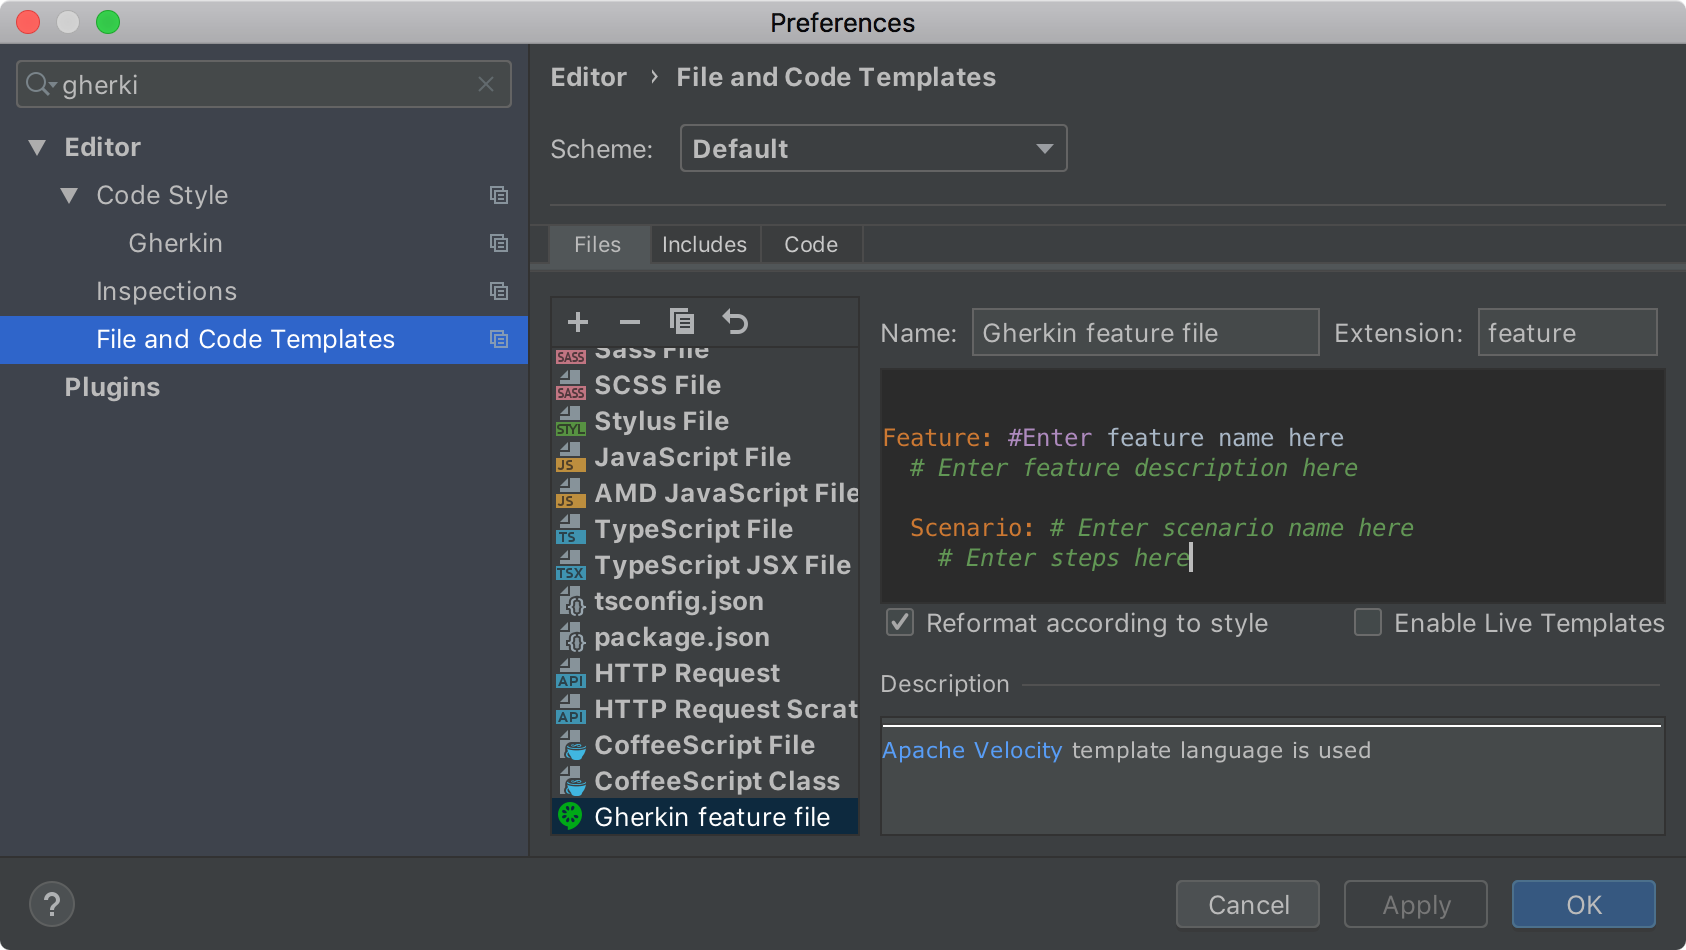 Preferences
gherki
Editor
Code Style
Gherkin
Inspections
File and Code Templates
Plugins
Editor › File and Code Templates
Scheme: Default
Files Includes Code
Sass File
SCSS File
Stylus File
JavaScript File
AMD JavaScript File
TypeScript File
TypeScript JSX File
tsconfig.json
package.json
HTTP Request
HTTP Request Scrat
CoffeeScript File
CoffeeScript Class
Gherkin feature file
SASS
SASS
STYL
JS
JS
TS
TSX
API
API
Name: Gherkin feature file Extension: feature
Feature: #Enter feature name here
# Enter feature description here
Scenario: # Enter scenario name here
# Enter steps here
Reformat according to style Enable Live Templates
Description
Apache Velocity template language is used
? Cancel Apply OK